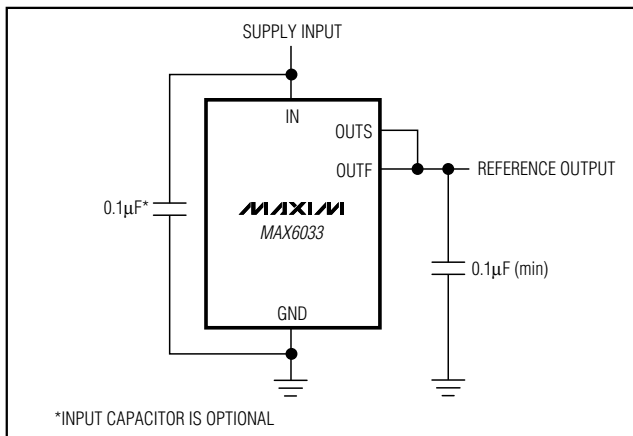 SUPPLY INPUT
IN
OUTS
OUTF
REFERENCE OUTPUT
0.1µF*
MAXIM
MAX6033
0.1µF (min)
GND
*INPUT CAPACITOR IS OPTIONAL